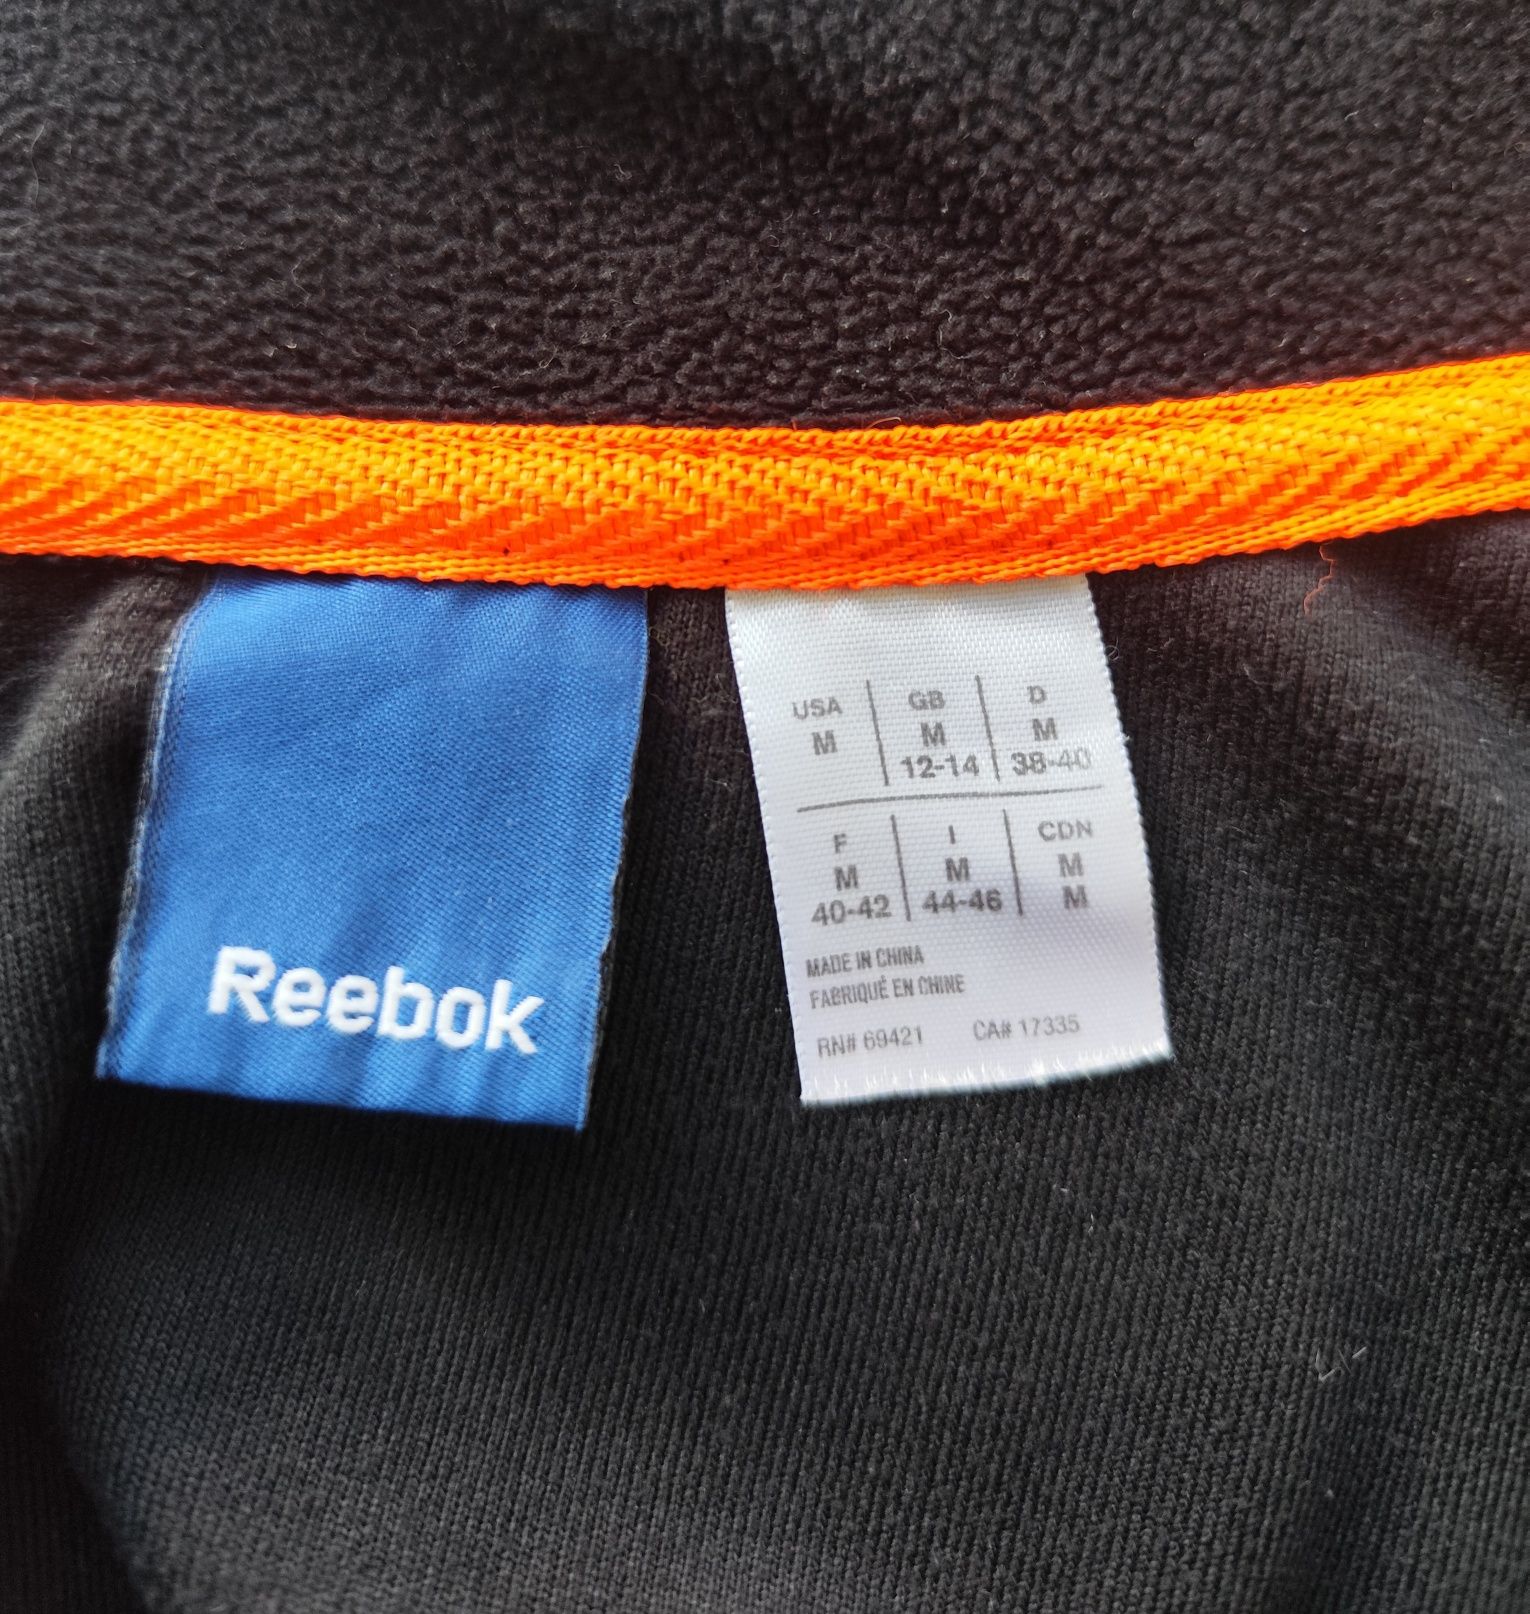 Reebok
USA
M
GB
M
12-14
D
M
38-40
F
M
40-42
I
M
44-46
CDN
M
M
MADE IN CHINA
FABRIQUÉ EN CHINE
RN# 69421 CA# 17335